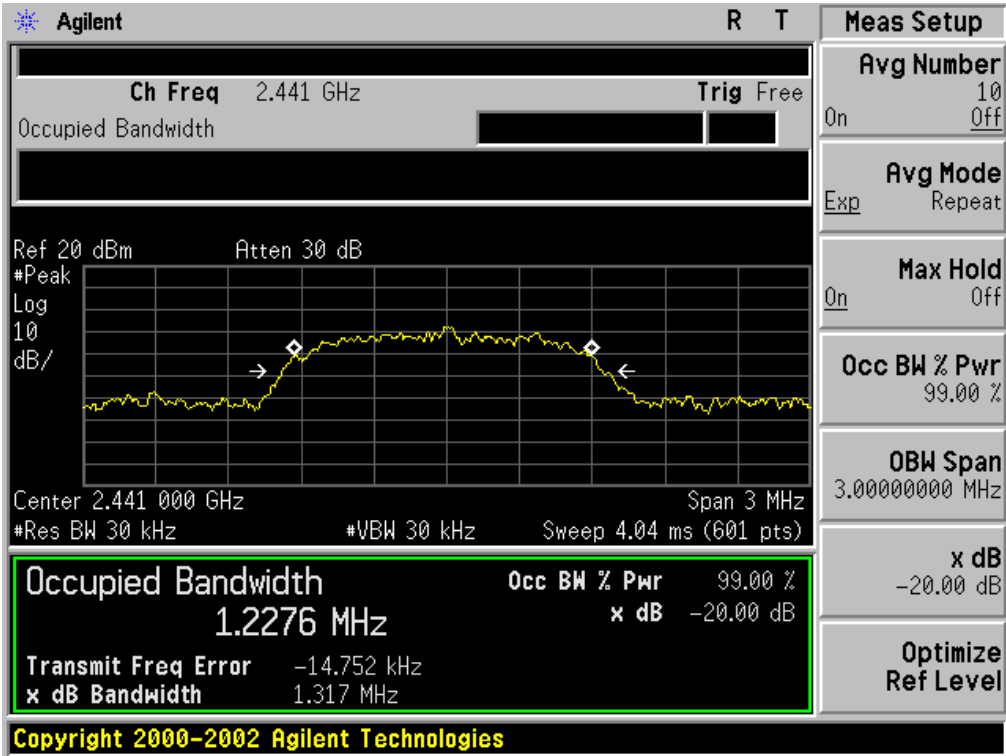 Agilent R T Meas Setup
Ch Freq 2.441 GHz Trig Free
Occupied Bandwidth
Avg Number
10
On Off
Avg Mode
Exp Repeat
Max Hold
On Off
Occ BW % Pwr
99.00 %
OBW Span
3.00000000 MHz
x dB
-20.00 dB
Optimize
Ref Level
Ref 20 dBm Atten 30 dB
#Peak
Log
10
dB/
Center 2.441 000 GHz Span 3 MHz
#Res BW 30 kHz #VBW 30 kHz Sweep 4.04 ms (601 pts)
Occupied Bandwidth Occ BW % Pwr 99.00 %
1.2276 MHz x dB -20.00 dB
Transmit Freq Error -14.752 kHz
x dB Bandwidth 1.317 MHz
Copyright 2000-2002 Agilent Technologies